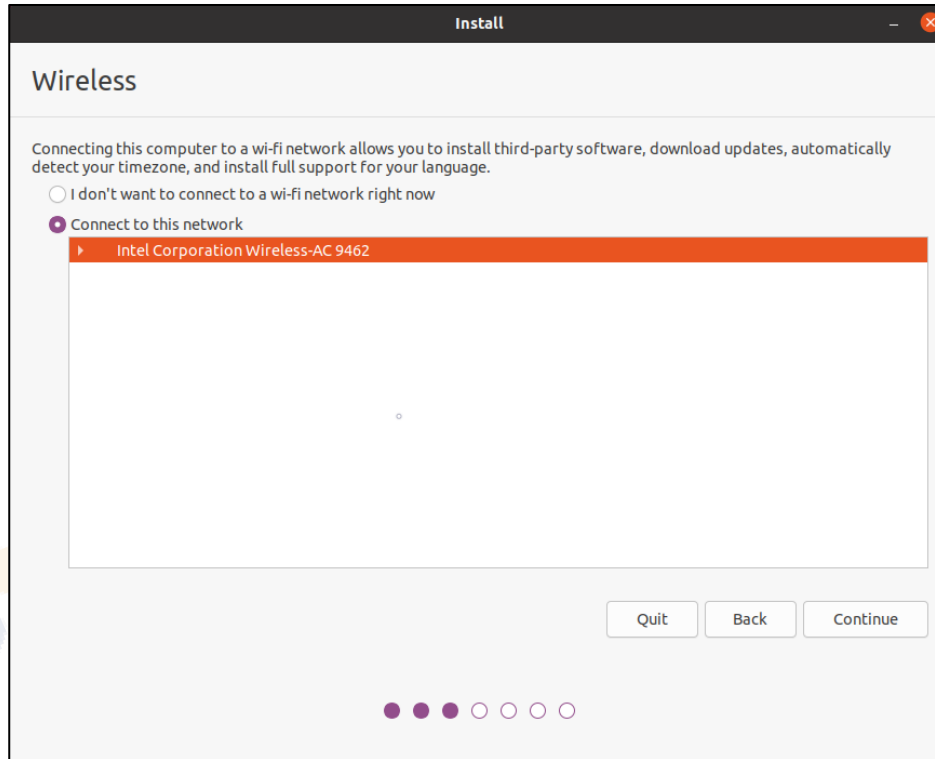 Install
Wireless
Connecting this computer to a wi-fi network allows you to install third-party software, download updates, automatically
detect your timezone, and install full support for your language.
I don't want to connect to a wi-fi network right now
Connect to this network
Intel Corporation Wireless-AC 9462
Quit Back Continue